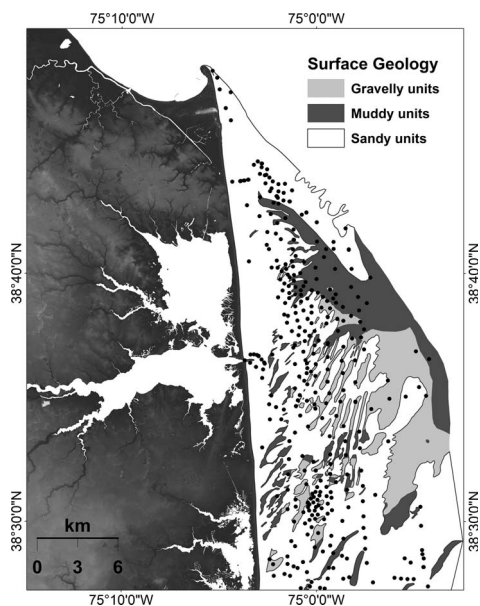 75°10'0"W 75°0'0"W
Surface Geology
Gravelly units
Muddy units
Sandy units
38°40'0"N 38°40'0"N
38°30'0"N 38°30'0"N
km
0 3 6
75°10'0"W 75°0'0"W